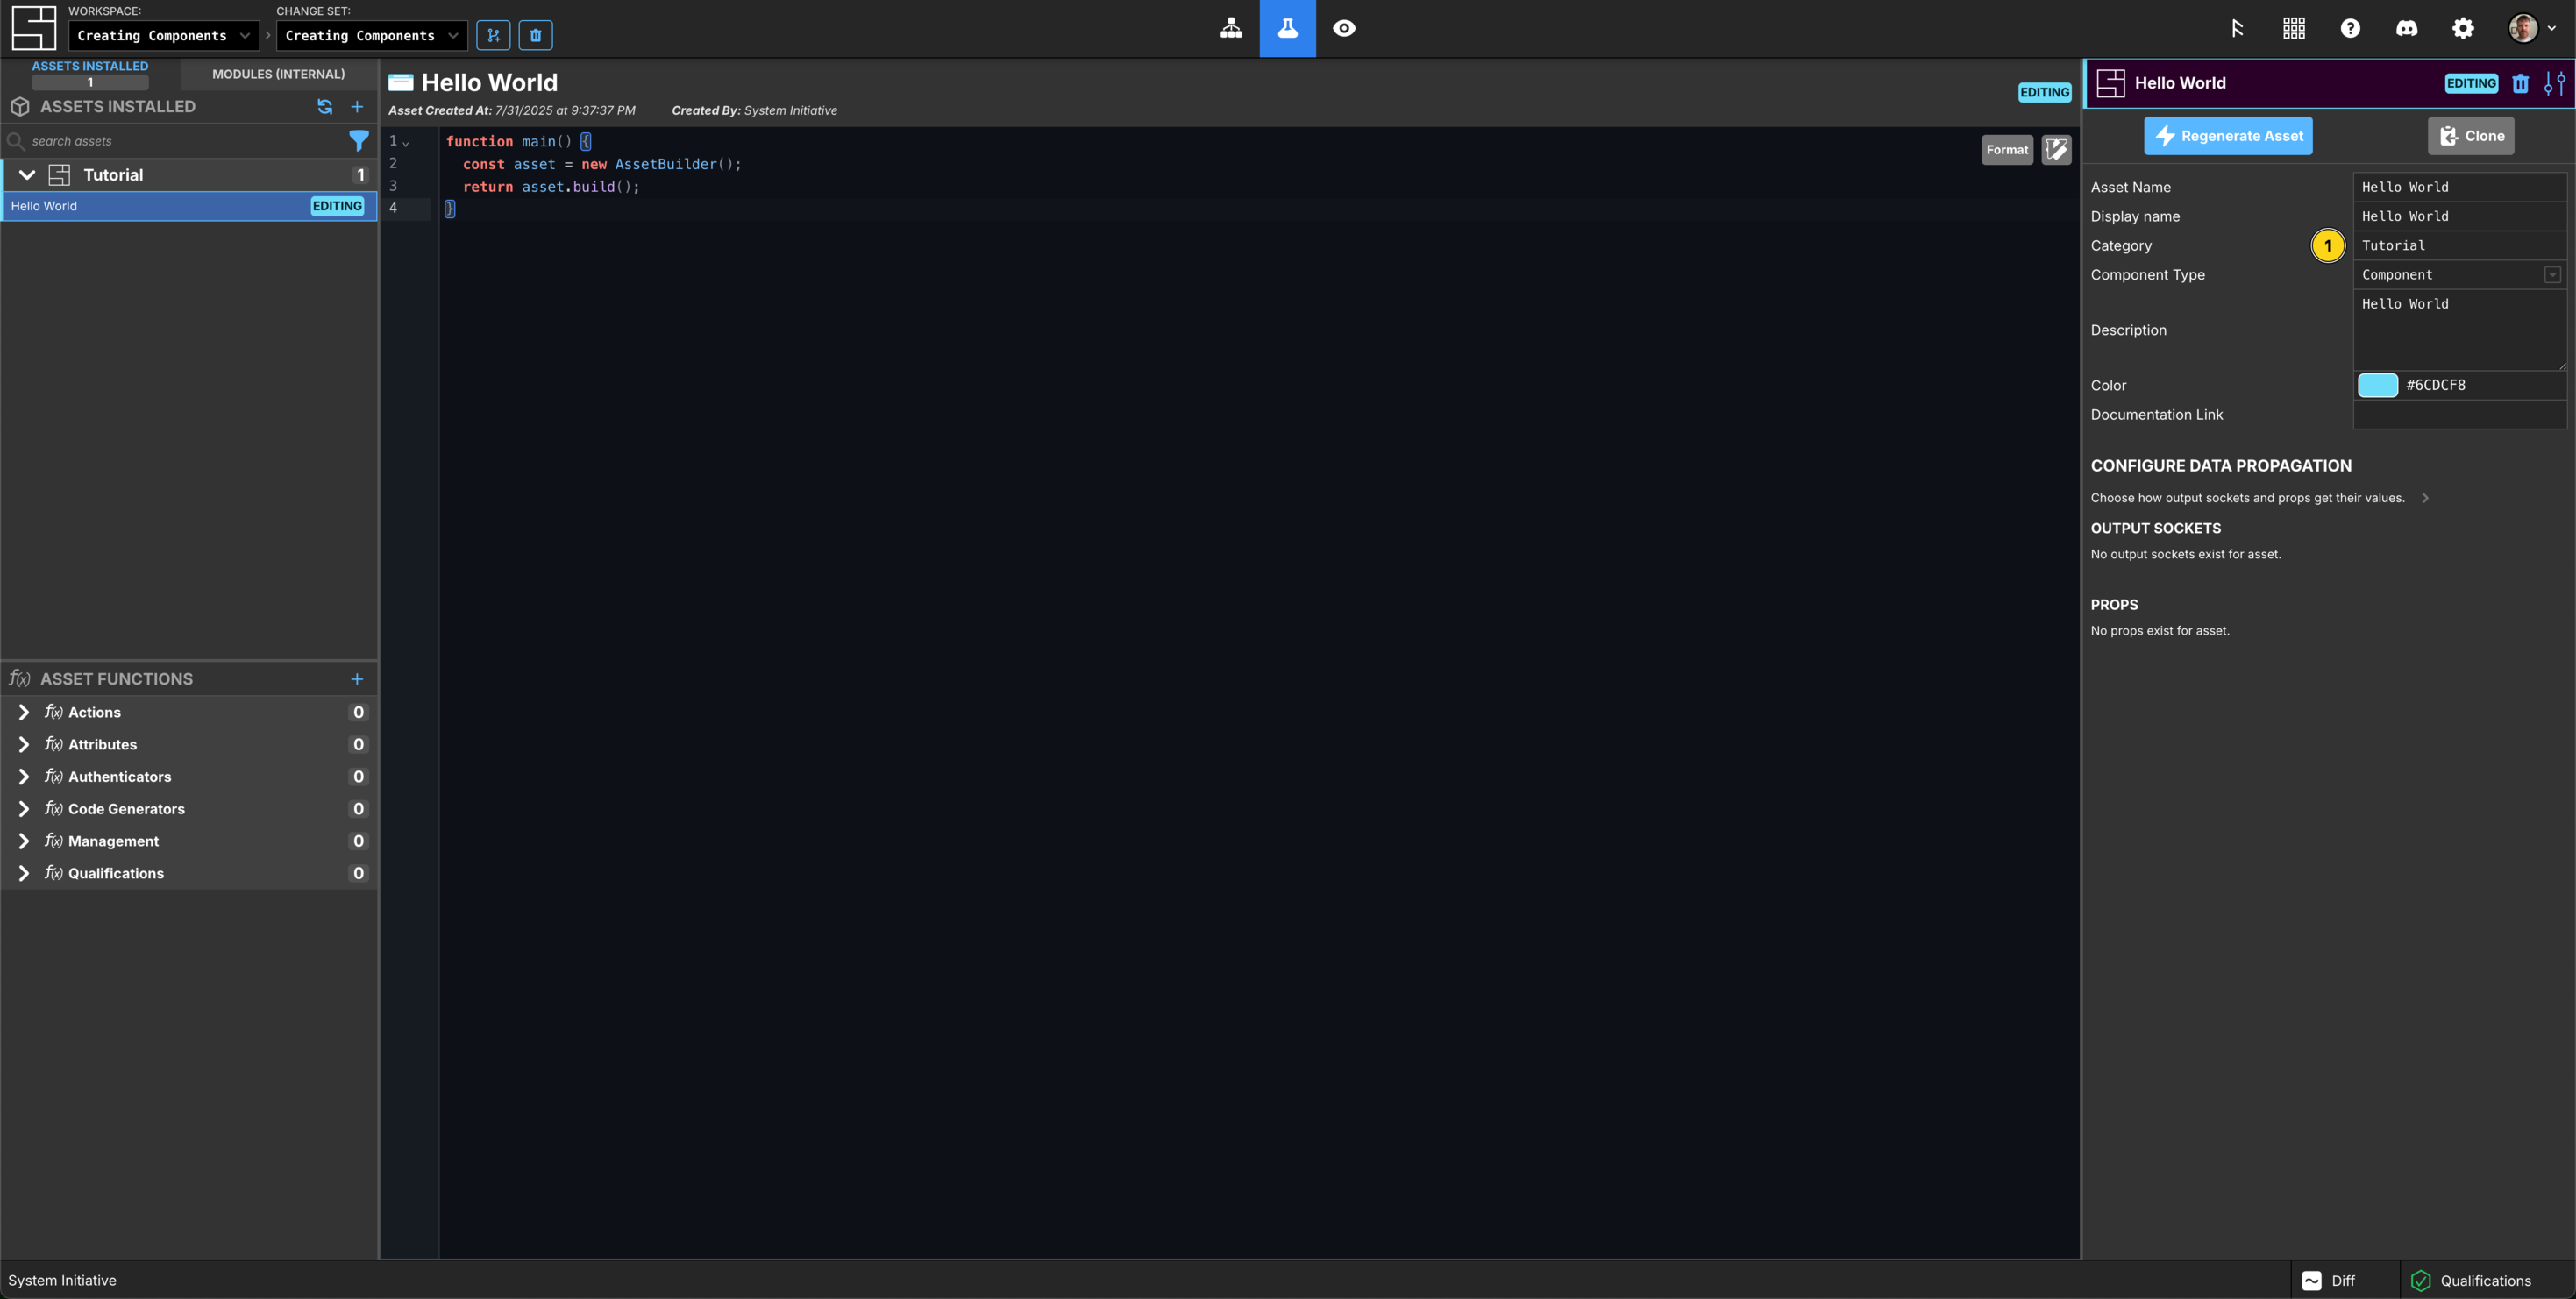 WORKSPACE:
CHANGE SET:
Creating Components
Creating Components
ASSETS INSTALLED
1
MODULES (INTERNAL)
ASSETS INSTALLED
search assets
Tutorial
1
Hello World
EDITING
ASSET FUNCTIONS
f(x) Actions
0
f(x) Attributes
0
f(x) Authenticators
0
f(x) Code Generators
0
f(x) Management
0
f(x) Qualifications
0
Hello World
EDITING
Asset Created At: 7/31/2025 at 9:37:37 PM
Created By: System Initiative
Format
1 function main() {
2 const asset = new AssetBuilder();
3 return asset.build();
4 }
Hello World
EDITING
Regenerate Asset
Clone
Asset Name
Hello World
Display name
Hello World
Category
1
Tutorial
Component Type
Component
Description
Hello World
Color
#6CDCF8
Documentation Link
CONFIGURE DATA PROPAGATION
Choose how output sockets and props get their values.
OUTPUT SOCKETS
No output sockets exist for asset.
PROPS
No props exist for asset.
System Initiative
Diff
Qualifications